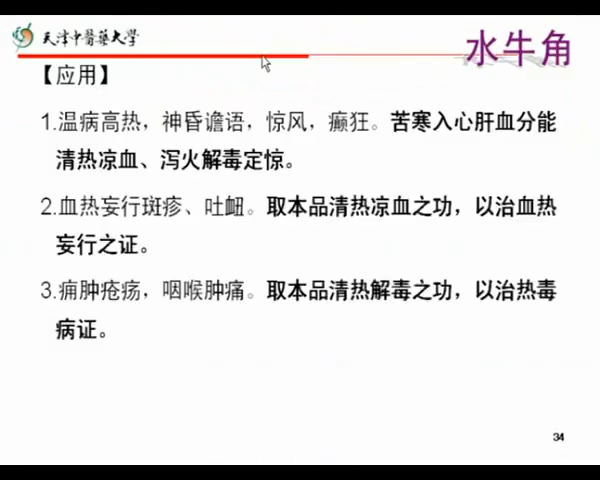 天津中医药大学
水牛角
【应用】
1.温病高热，神昏谵语，惊风，癫狂。苦寒入心肝血分能
清热凉血、泻火解毒定惊。
2.血热妄行斑疹、吐衄。取本品清热凉血之功，以治血热
妄行之证。
3.痈肿疮疡，咽喉肿痛。取本品清热解毒之功，以治热毒
病证。
34